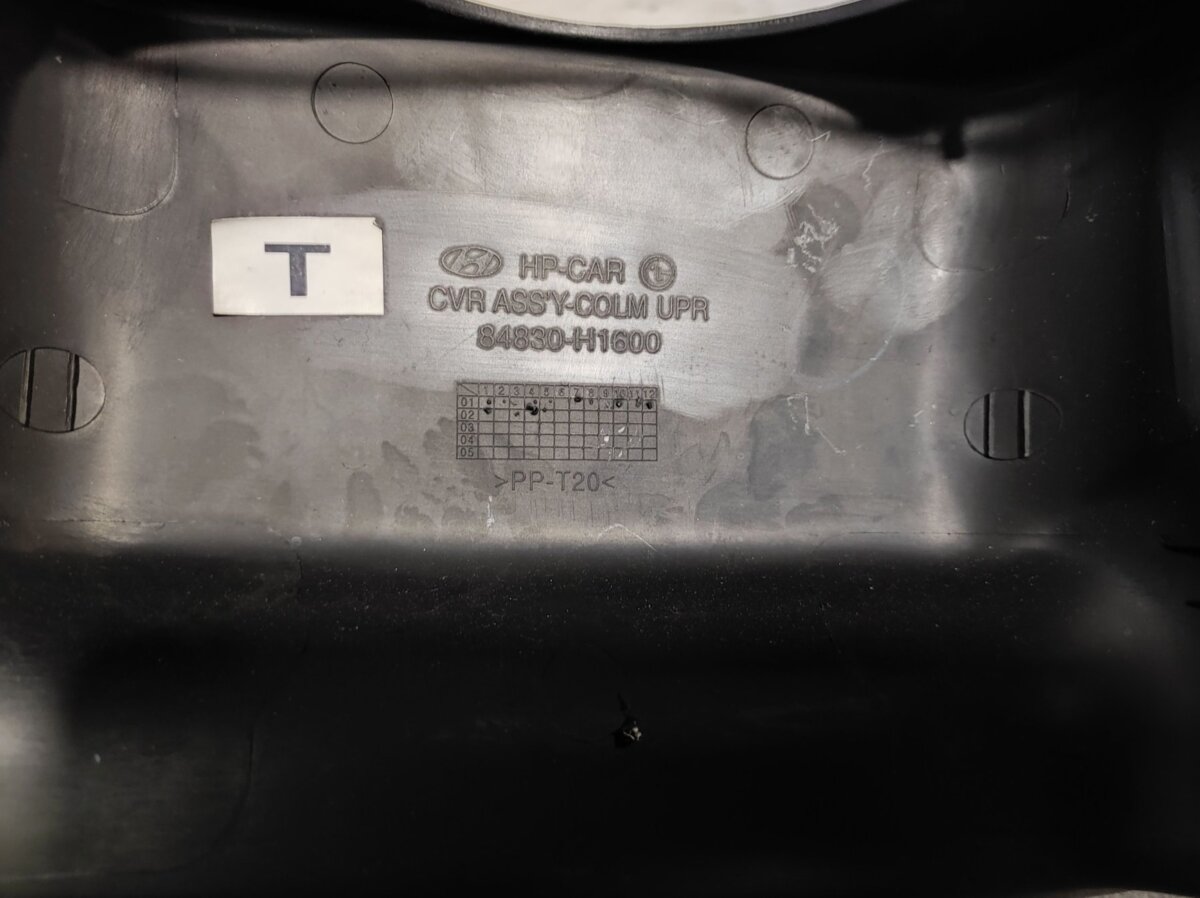 T
HP-CAR
CVR ASS'Y-COLM UPR
84830-H1600
1 2 3 4 5 6 7 8 9 10 11 12
01
02
03
04
05
>PP-T20<